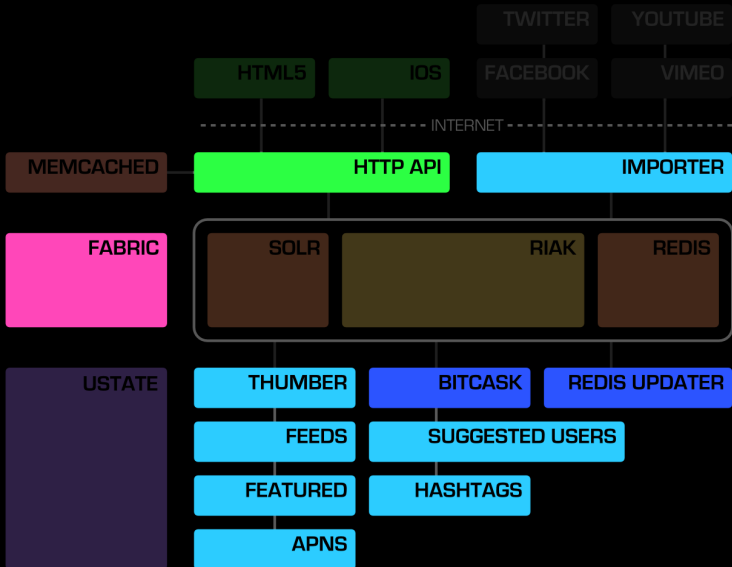 TWITTER YOUTUBE
HTML5 IOS FACEBOOK VIMEO
INTERNET
MEMCACHED HTTP API IMPORTER
FABRIC SOLR RIAK REDIS
USTATE THUMBER BITCASK REDIS UPDATER
FEEDS SUGGESTED USERS
FEATURED HASHTAGS
APNS